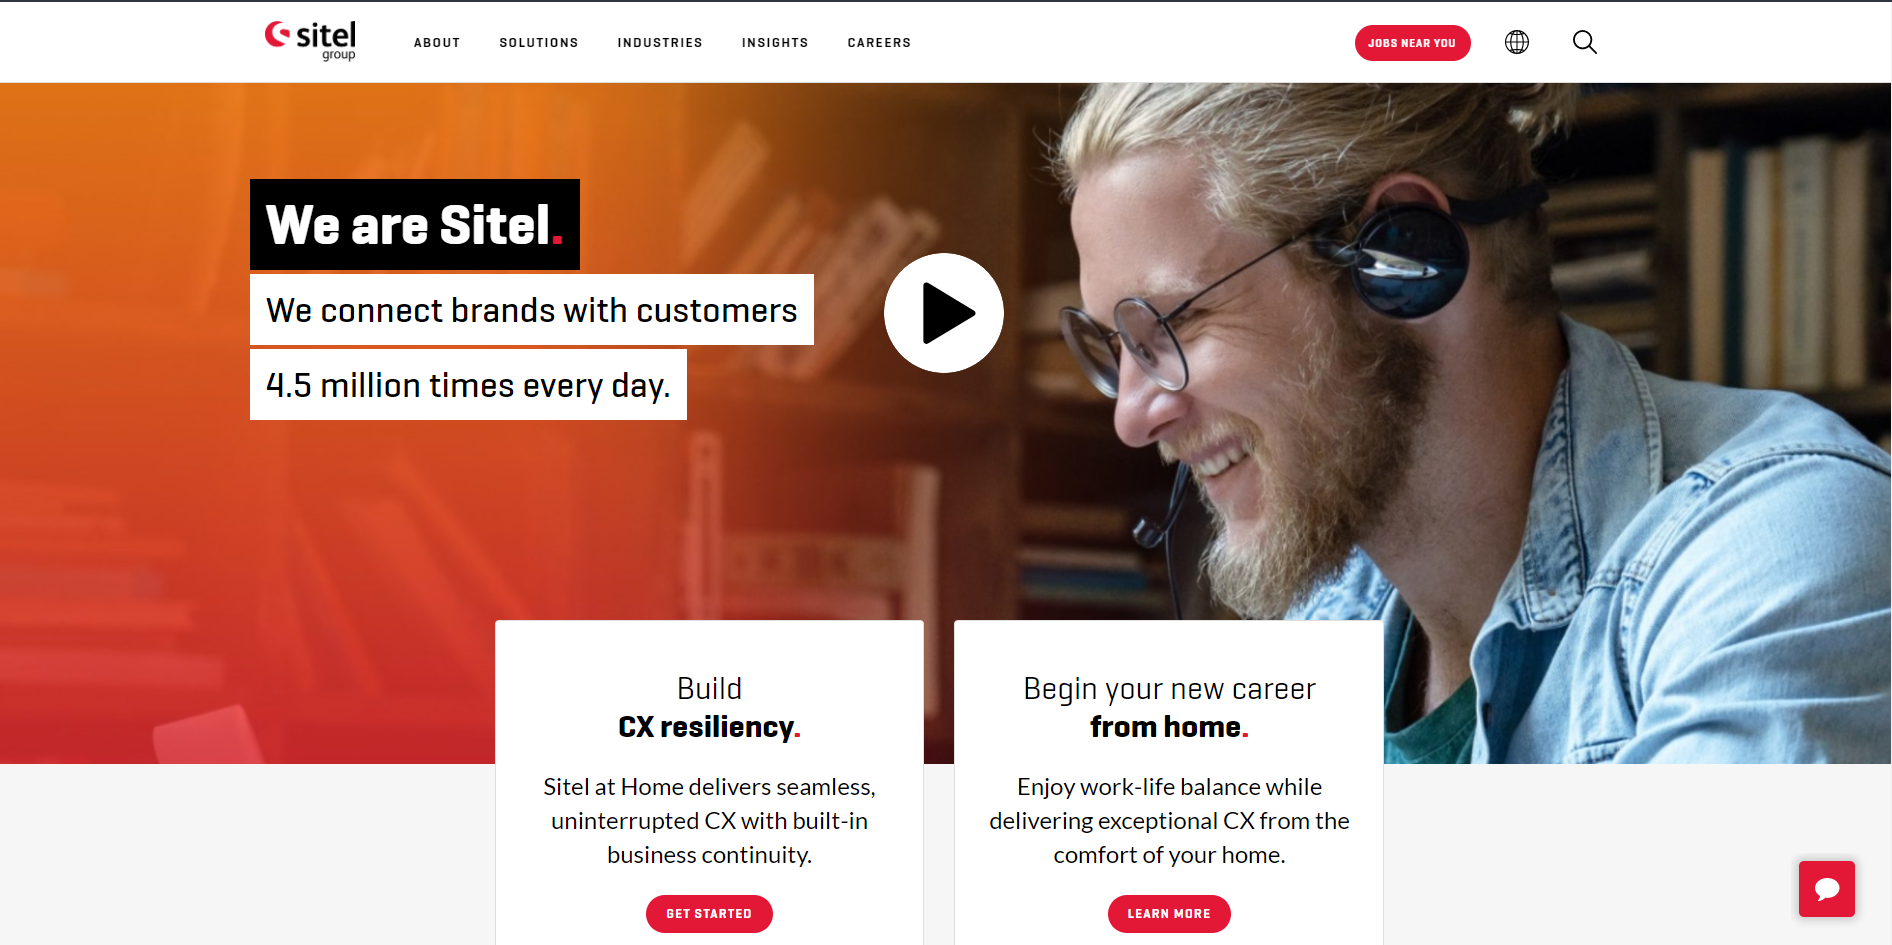 sitel
group
ABOUT
SOLUTIONS
INDUSTRIES
INSIGHTS
CAREERS
JOBS NEAR YOU
We are Sitel.
We connect brands with customers
4.5 million times every day.
Build
CX resiliency.
Sitel at Home delivers seamless,
uninterrupted CX with built-in
business continuity.
GET STARTED
Begin your new career
from home.
Enjoy work-life balance while
delivering exceptional CX from the
comfort of your home.
LEARN MORE